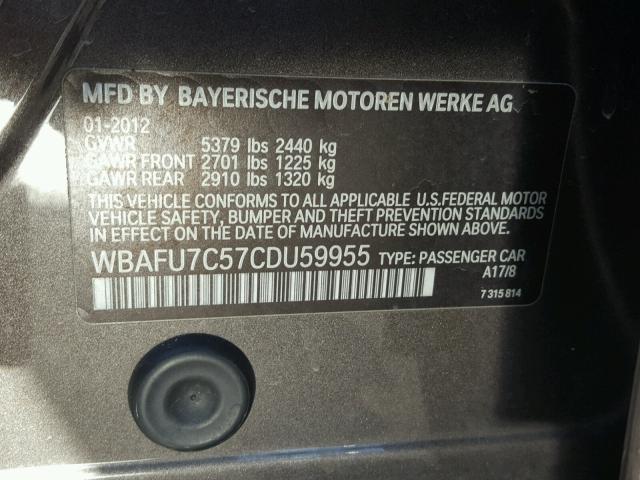 MFD BY BAYERISCHE MOTOREN WERKE AG
01-2012
GVWR 5379 lbs 2440 kg
GAWR FRONT 2701 lbs 1225 kg
GAWR REAR 2910 lbs 1320 kg
THIS VEHICLE CONFORMS TO ALL APPLICABLE U.S.FEDERAL MOTOR
VEHICLE SAFETY, BUMPER AND THEFT PREVENTION STANDARDS
IN EFFECT ON THE DATE OF MANUFACTURE SHOWN ABOVE.
WBAFU7C57CDU59955 TYPE: PASSENGER CAR
A17/8
7 315 814